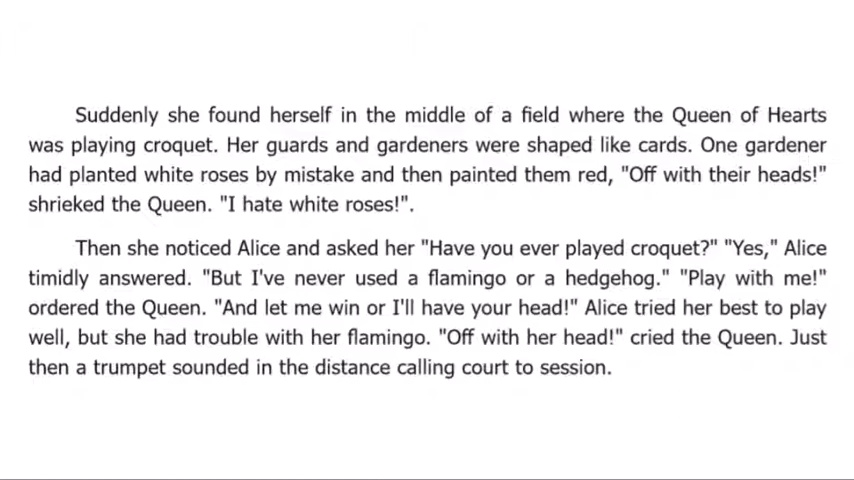 Suddenly she found herself in the middle of a field where the Queen of Hearts
was playing croquet. Her guards and gardeners were shaped like cards. One gardener
had planted white roses by mistake and then painted them red, "Off with their heads!"
shrieked the Queen. "I hate white roses!".
Then she noticed Alice and asked her "Have you ever played croquet?" "Yes," Alice
timidly answered. "But I've never used a flamingo or a hedgehog." "Play with me!"
ordered the Queen. "And let me win or I'll have your head!" Alice tried her best to play
well, but she had trouble with her flamingo. "Off with her head!" cried the Queen. Just
then a trumpet sounded in the distance calling court to session.